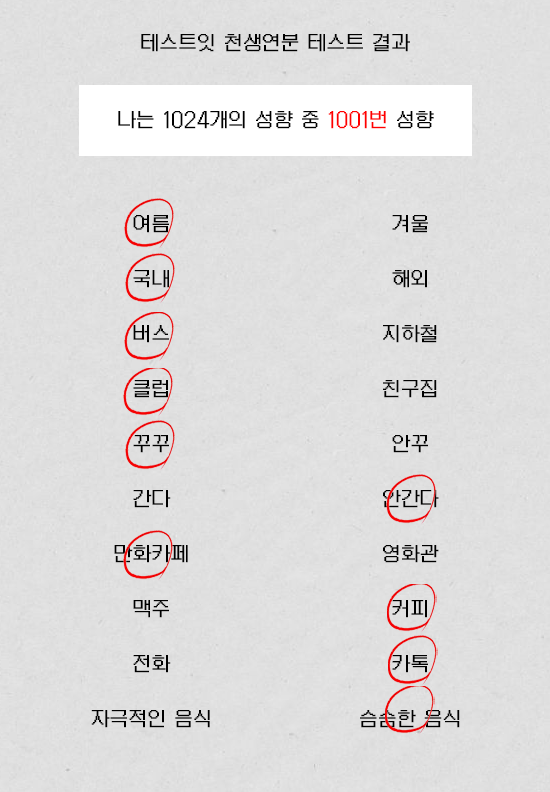 테스트잇 천생연분 테스트 결과
나는 1024개의 성향 중 1001번 성향
여름 겨울
국내 해외
버스 지하철
클럽 친구집
꾸꾸 안꾸
간다 안간다
만화카페 영화관
맥주 커피
전화 카톡
자극적인 음식 슴슴한 음식